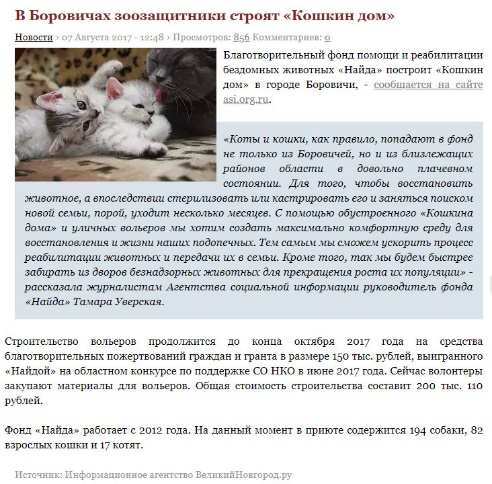 В Боровичах зоозащитники строят «Кошкин дом»
Новости › 07 Августа 2017 - 12:48 › Просмотров: 856 Комментариев: 0
Благотворительный фонд помощи и реабилитации
бездомных животных «Найда» построит «Кошкин
дом» в городе Боровичи, - сообщается на сайте
asi.org.ru.
«Коты и кошки, как правило, попадают в фонд
не только из Боровичей, но и из близлежащих
районов области в довольно плачевном
состоянии. Для того, чтобы восстановить
животное, а впоследствии стерилизовать или кастрировать его и заняться поиском
новой семьи, порой, уходит несколько месяцев. С помощью обустроенного «Кошкина
дома» и уличных вольеров мы хотим создать максимально комфортную среду для
восстановления и жизни наших подопечных. Тем самым мы сможем ускорить процесс
реабилитации животных и передачи их в семьи. Кроме того, так мы будем быстрее
забирать из дворов безнадзорных животных для прекращения роста их популяции» -
рассказала журналистам Агентства социальной информации руководитель фонда
«Найда» Тамара Уверская.
Строительство вольеров продолжится до конца октября 2017 года на средства
благотворительных пожертвований граждан и гранта в размере 150 тыс. рублей, выигранного
«Найдой» на областном конкурсе по поддержке СО НКО в июне 2017 года. Сейчас волонтеры
закупают материалы для вольеров. Общая стоимость строительства составит 200 тыс. 110
рублей.
Фонд «Найда» работает с 2012 года. На данный момент в приюте содержится 194 собаки, 82
взрослых кошки и 17 котят.
Источник: Информационное агентство ВеликийНовгород.ру